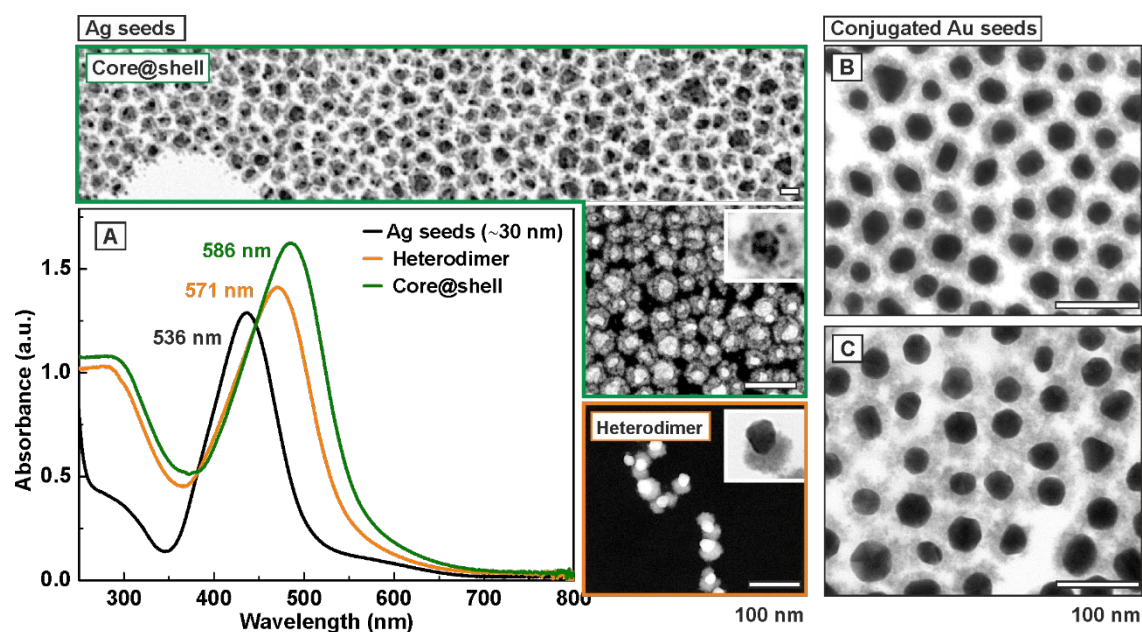 Ag seeds
Core@shell
A
586 nm
571 nm
536 nm
Ag seeds (~30 nm)
Heterodimer
Core@shell
1.5
1.0
0.5
0.0
300
400
500
600
700
800
Absorbance (a.u.)
Wavelength (nm)
Heterodimer
100 nm
Conjugated Au seeds
B
C
100 nm